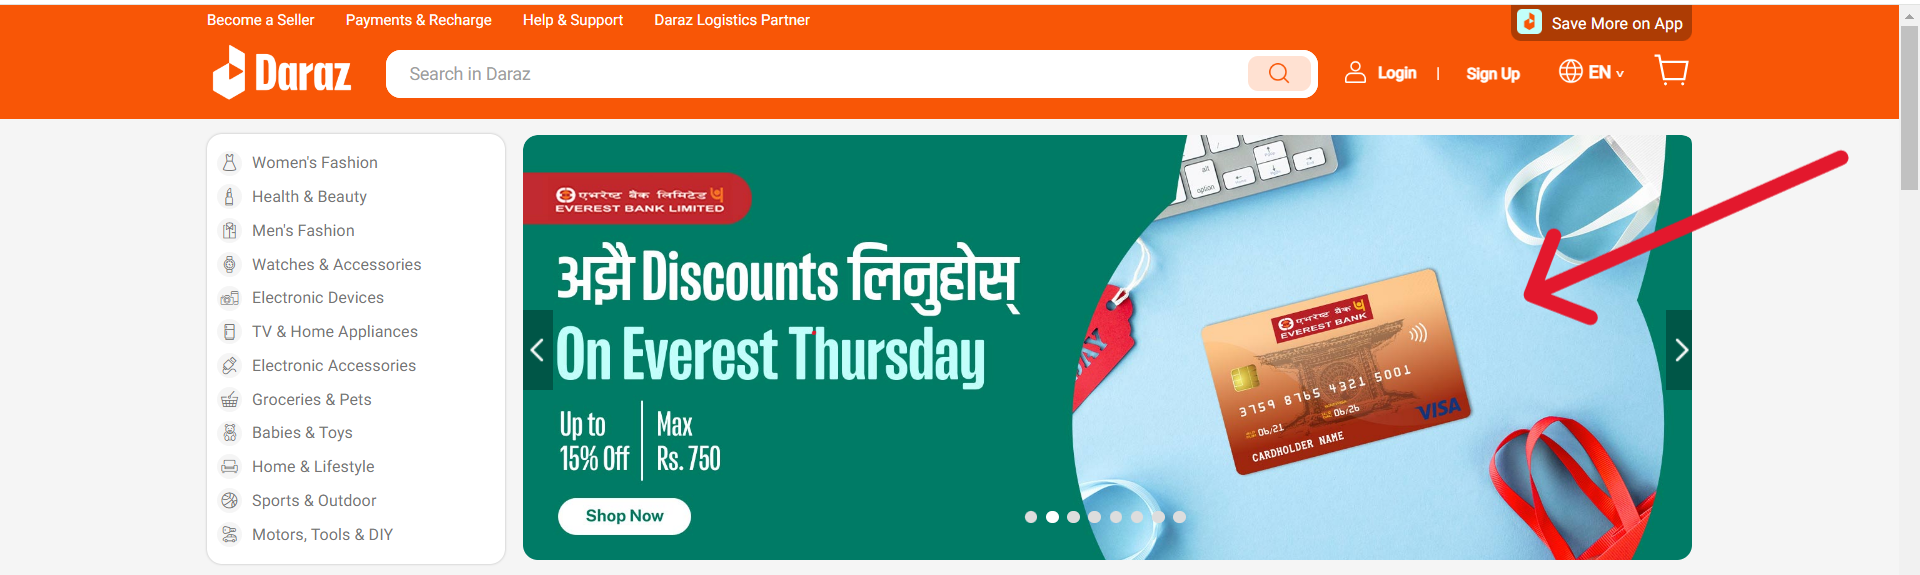 Become a Seller
Payments & Recharge
Help & Support
Daraz Logistics Partner
Save More on App
Daraz
Search in Daraz
Login
|
Sign Up
EN
Women's Fashion
Health & Beauty
Men's Fashion
Watches & Accessories
Electronic Devices
TV & Home Appliances
Electronic Accessories
Groceries & Pets
Babies & Toys
Home & Lifestyle
Sports & Outdoor
Motors, Tools & DIY
एभरेष्ट बैंक लिमिटेड
EVEREST BANK LIMITED
अझै Discounts लिनुहोस्
On Everest Thursday
Up to
15% Off
Max
Rs. 750
Shop Now
alt
option
DAY
एभरेष्ट बैंक
EVEREST BANK
3759 8765 4321 5001
06/21
06/26
VISA
CARDHOLDER NAME